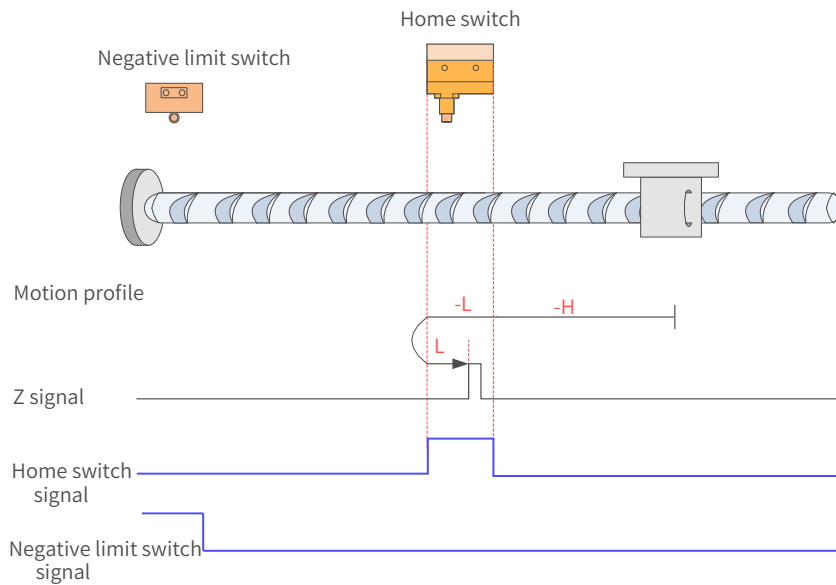 Home switch
Negative limit switch
Motion profile
-L
-H
L
Z signal
Home switch
signal
Negative limit switch
signal